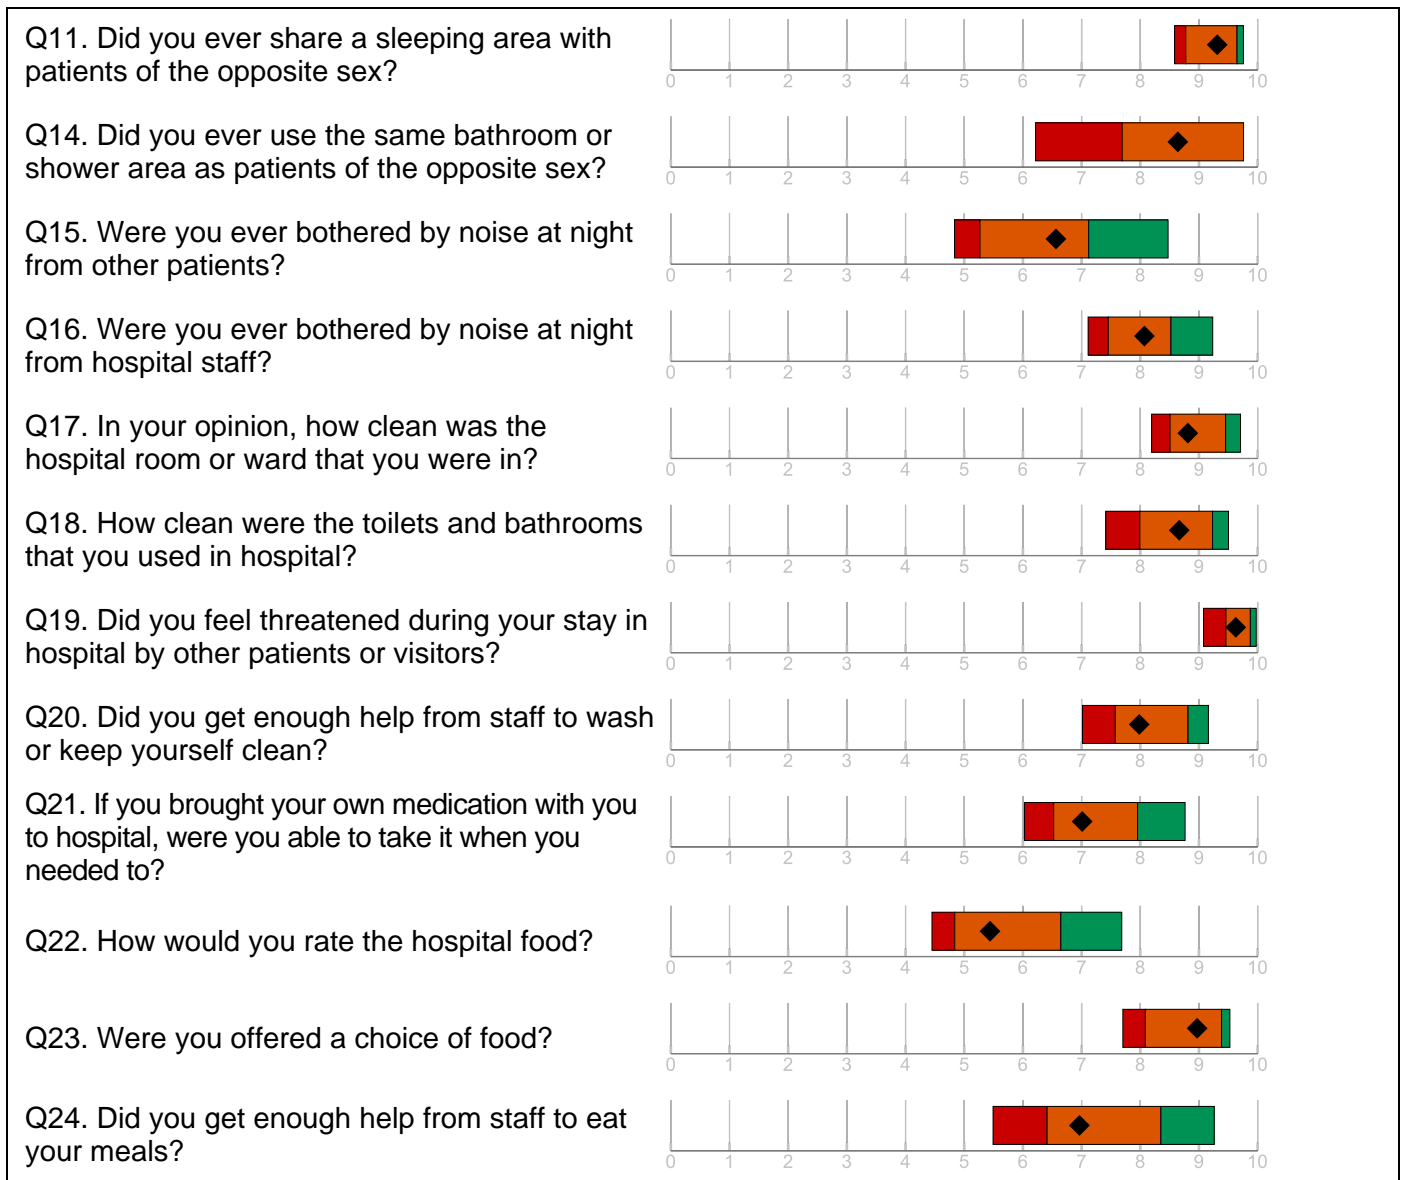 Q11. Did you ever share a sleeping area with
patients of the opposite sex?
0 1 2 3 4 5 6 7 8 9 10
Q14. Did you ever use the same bathroom or
shower area as patients of the opposite sex?
0 1 2 3 4 5 6 7 8 9 10
Q15. Were you ever bothered by noise at night
from other patients?
0 1 2 3 4 5 6 7 8 9 10
Q16. Were you ever bothered by noise at night
from hospital staff?
0 1 2 3 4 5 6 7 8 9 10
Q17. In your opinion, how clean was the
hospital room or ward that you were in?
0 1 2 3 4 5 6 7 8 9 10
Q18. How clean were the toilets and bathrooms
that you used in hospital?
0 1 2 3 4 5 6 7 8 9 10
Q19. Did you feel threatened during your stay in
hospital by other patients or visitors?
0 1 2 3 4 5 6 7 8 9 10
Q20. Did you get enough help from staff to wash
or keep yourself clean?
0 1 2 3 4 5 6 7 8 9 10
Q21. If you brought your own medication with you
to hospital, were you able to take it when you
needed to?
0 1 2 3 4 5 6 7 8 9 10
Q22. How would you rate the hospital food?
0 1 2 3 4 5 6 7 8 9 10
Q23. Were you offered a choice of food?
0 1 2 3 4 5 6 7 8 9 10
Q24. Did you get enough help from staff to eat
your meals?
0 1 2 3 4 5 6 7 8 9 10